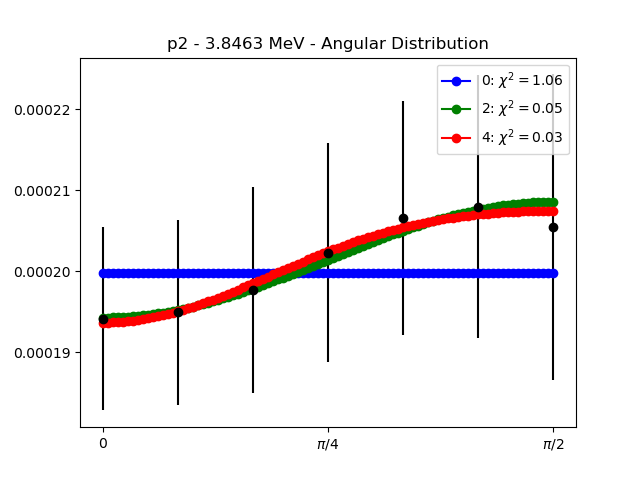 p2 - 3.8463 MeV - Angular Distribution
0: χ² = 1.06
2: χ² = 0.05
4: χ² = 0.03
0.00022
0.00021
0.00020
0.00019
0
π/4
π/2